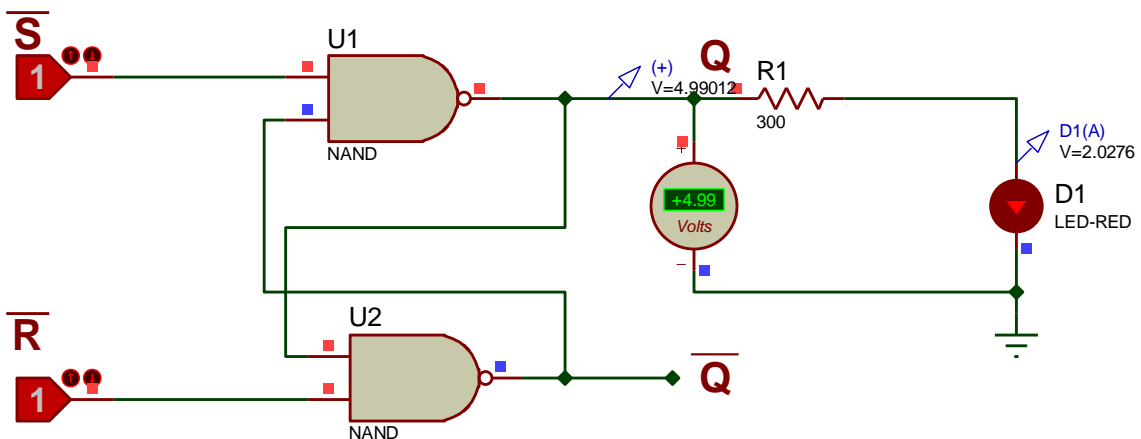 S
1
U1
NAND
(+)
V=4.99012
Q
R1
300
D1(A)
V=2.0276
+4.99
Volts
+
−
D1
LED-RED
R
1
U2
NAND
Q